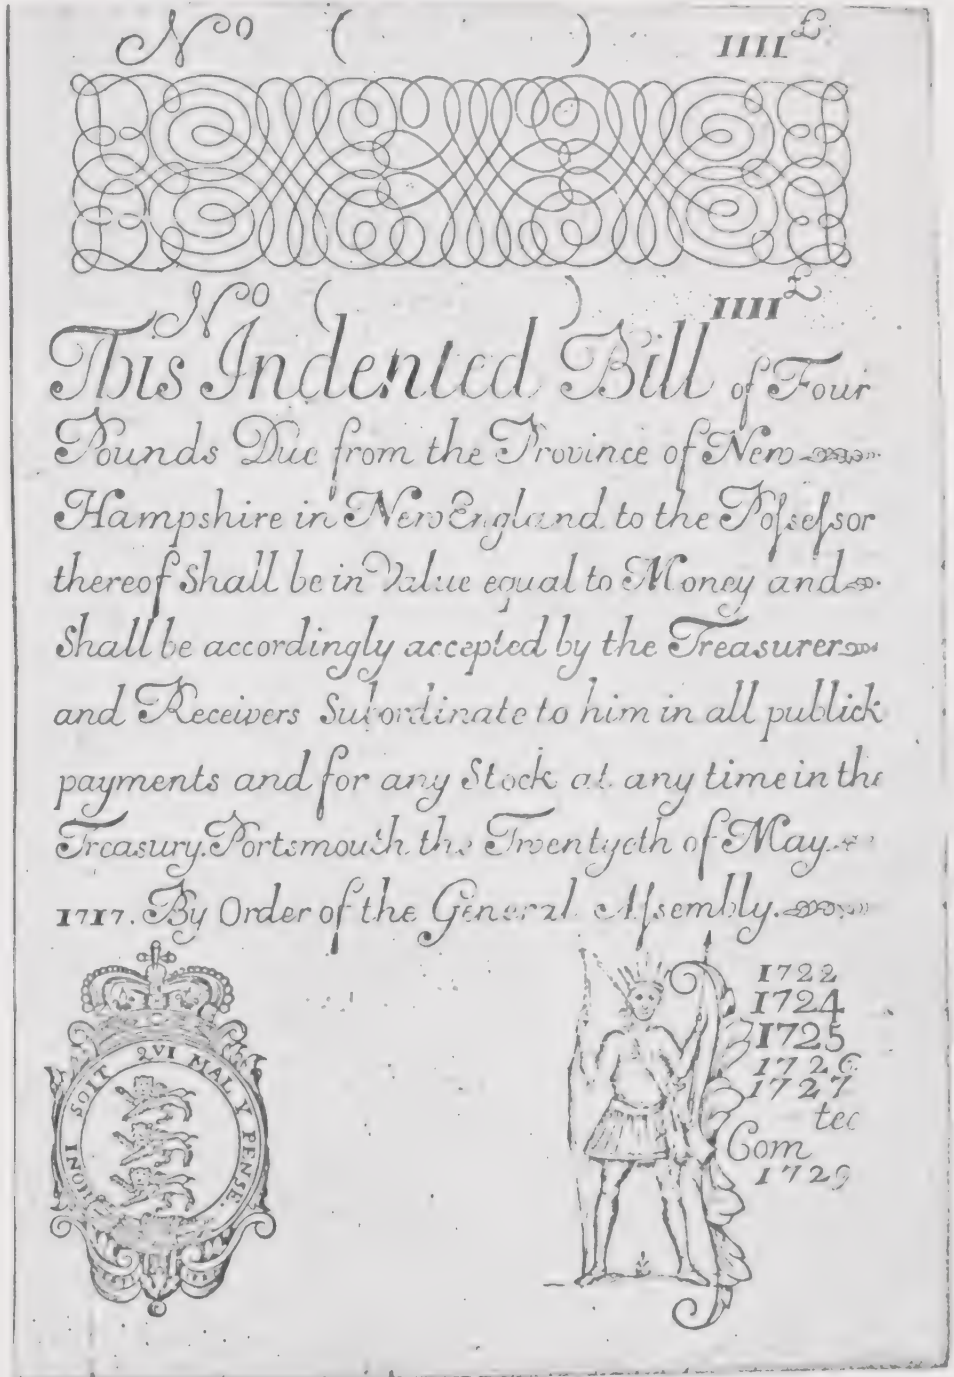 No ( ) IIII£
No ( ) IIII£
This Indented Bill of Four
Pounds Due from the Province of New
Hampshire in New England to the Poſseſsor
thereof Shall be in Value equal to Money and
Shall be accordingly accepted by the Treasurer
and Receivers Subordinate to him in all publick
payments and for any Stock at any time in the
Treasury. Portsmouth the Twentyeth of May
1717. By Order of the General Aſsembly.
HONI SOIT QVI MAL Y PENSE.
1722
1724
1725
1726
1727
tee
Com
1729